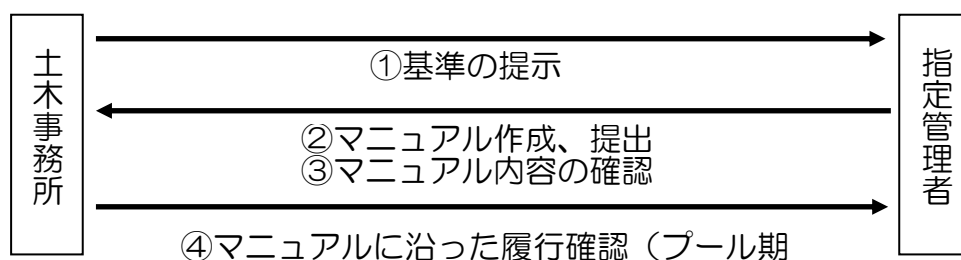 土木事務所
①基準の提示
②マニュアル作成、提出
③マニュアル内容の確認
④マニュアルに沿った履行確認（プール期
指定管理者